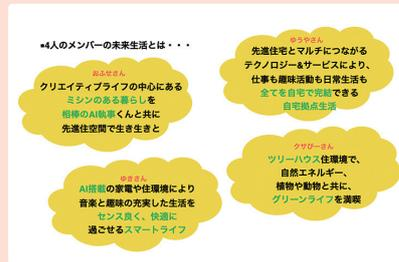 ▪4人のメンバーの未来生活とは・・・
おふせさん
クリエイティブライフの中心にある
ミシンのある暮らしを
相棒のAI執事くんと共に
先進住空間で生き生きと
ゆうやさん
先進住宅とマルチにつながる
テクノロジー&サービスにより、
仕事も趣味活動も日常生活も
全てを自宅で完結できる
自宅拠点生活
ゆきさん
AI搭載の家電や住環境により
音楽と趣味の充実した生活を
センス良く、快適に
過ごせるスマートライフ
クサびーさん
ツリーハウス住環境で、
自然エネルギー、
植物や動物と共に、
グリーンライフを満喫